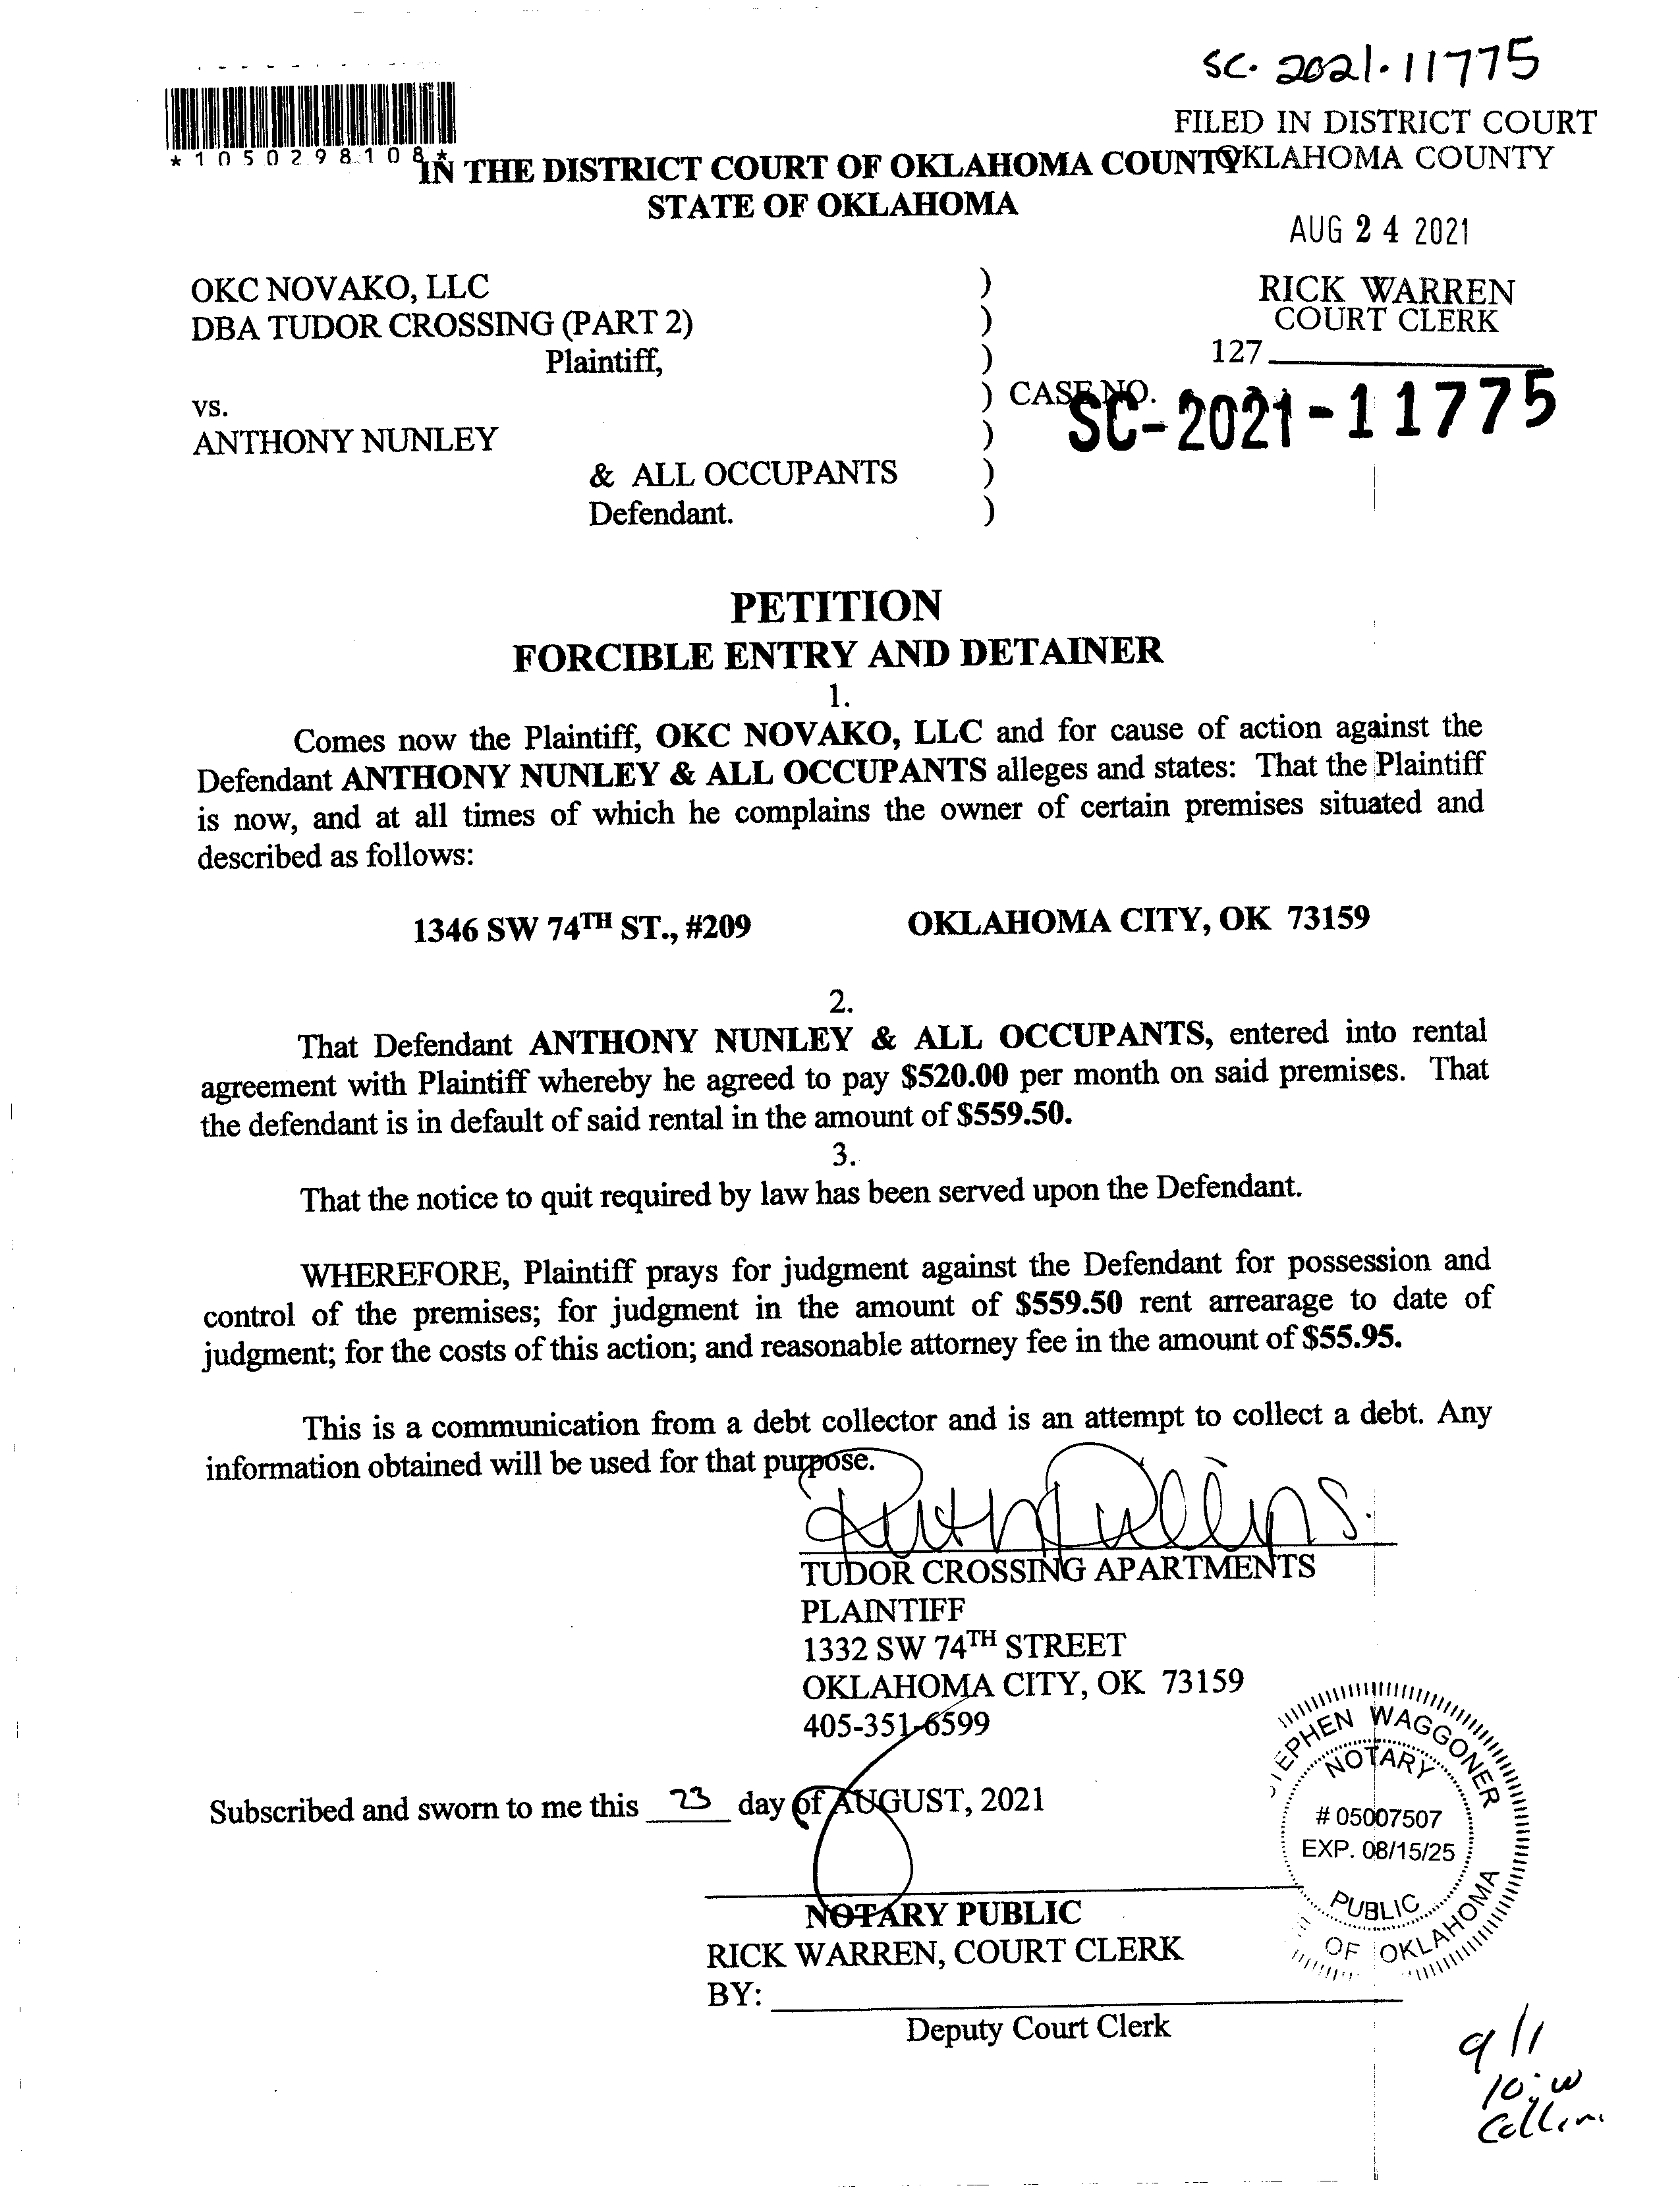 SC. 2021-11775
FILED IN DISTRICT COURT
OKLAHOMA COUNTY
*1050298108*
IN THE DISTRICT COURT OF OKLAHOMA COUNTY
STATE OF OKLAHOMA
AUG 24 2021
OKC NOVAKO, LLC )
DBA TUDOR CROSSING (PART 2) )
Plaintiff, )
RICK WARREN
COURT CLERK
127
vs. ) CASE NO. SC-2021-11775
ANTHONY NUNLEY )
& ALL OCCUPANTS )
Defendant. )
PETITION
FORCIBLE ENTRY AND DETAINER
1.
Comes now the Plaintiff, OKC NOVAKO, LLC and for cause of action against the
Defendant ANTHONY NUNLEY & ALL OCCUPANTS alleges and states: That the Plaintiff
is now, and at all times of which he complains the owner of certain premises situated and
described as follows:
1346 SW 74TH ST., #209 OKLAHOMA CITY, OK 73159
2.
That Defendant ANTHONY NUNLEY & ALL OCCUPANTS, entered into rental
agreement with Plaintiff whereby he agreed to pay $520.00 per month on said premises. That
the defendant is in default of said rental in the amount of $559.50.
3.
That the notice to quit required by law has been served upon the Defendant.
WHEREFORE, Plaintiff prays for judgment against the Defendant for possession and
control of the premises; for judgment in the amount of $559.50 rent arrearage to date of
judgment; for the costs of this action; and reasonable attorney fee in the amount of $55.95.
This is a communication from a debt collector and is an attempt to collect a debt. Any
information obtained will be used for that purpose.
TUDOR CROSSING APARTMENTS
PLAINTIFF
1332 SW 74TH STREET
OKLAHOMA CITY, OK 73159
405-351-6599
Subscribed and sworn to me this 23 day of AUGUST, 2021
WAGGONER
NOTARY
# 05007507
EXP. 08/15/25
PUBLIC
OF OKLAHOMA
NOTARY PUBLIC
RICK WARREN, COURT CLERK
BY:
Deputy Court Clerk
9/1